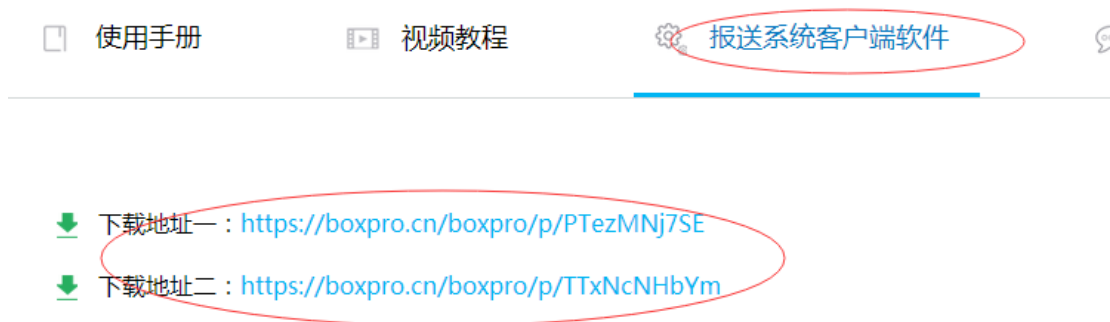 使用手册 视频教程 报送系统客户端软件
下载地址一：https://boxpro.cn/boxpro/p/PTezMNj7SE
下载地址二：https://boxpro.cn/boxpro/p/TTxNcNHbYm